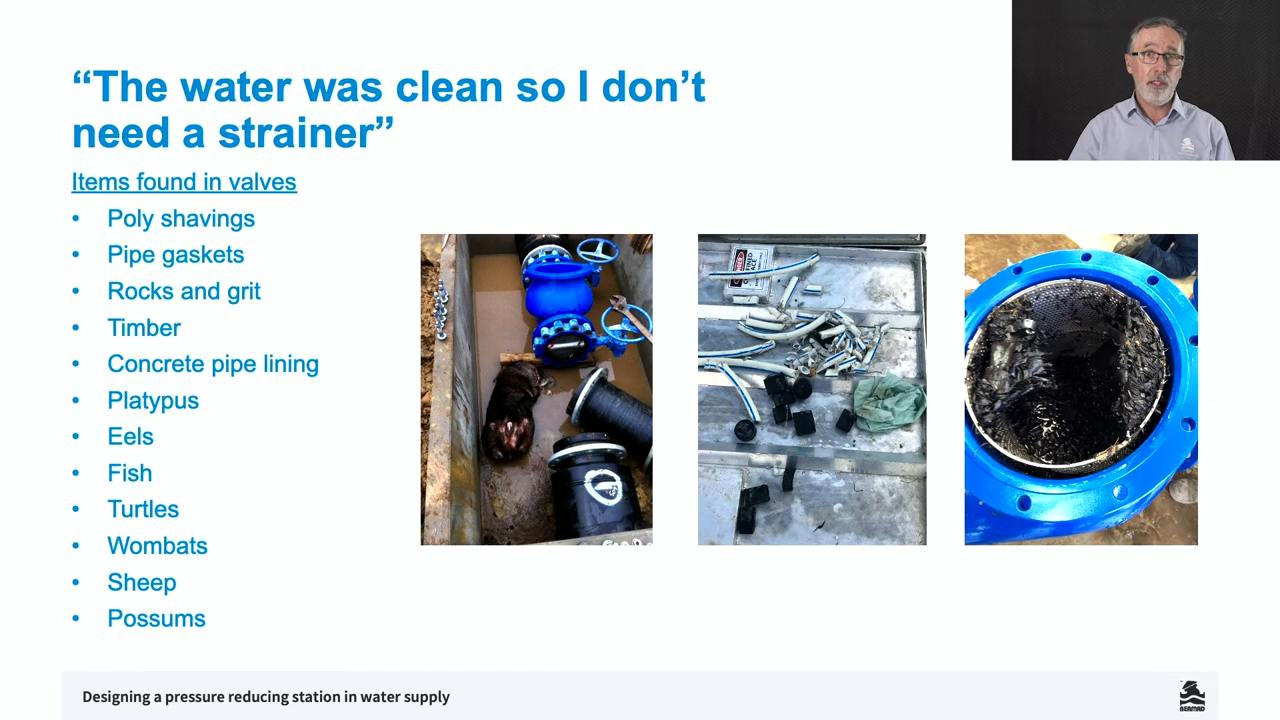 “The water was clean so I don’t
need a strainer”
Items found in valves
• Poly shavings
• Pipe gaskets
• Rocks and grit
• Timber
• Concrete pipe lining
• Platypus
• Eels
• Fish
• Turtles
• Wombats
• Sheep
• Possums
Designing a pressure reducing station in water supply
BERMAD